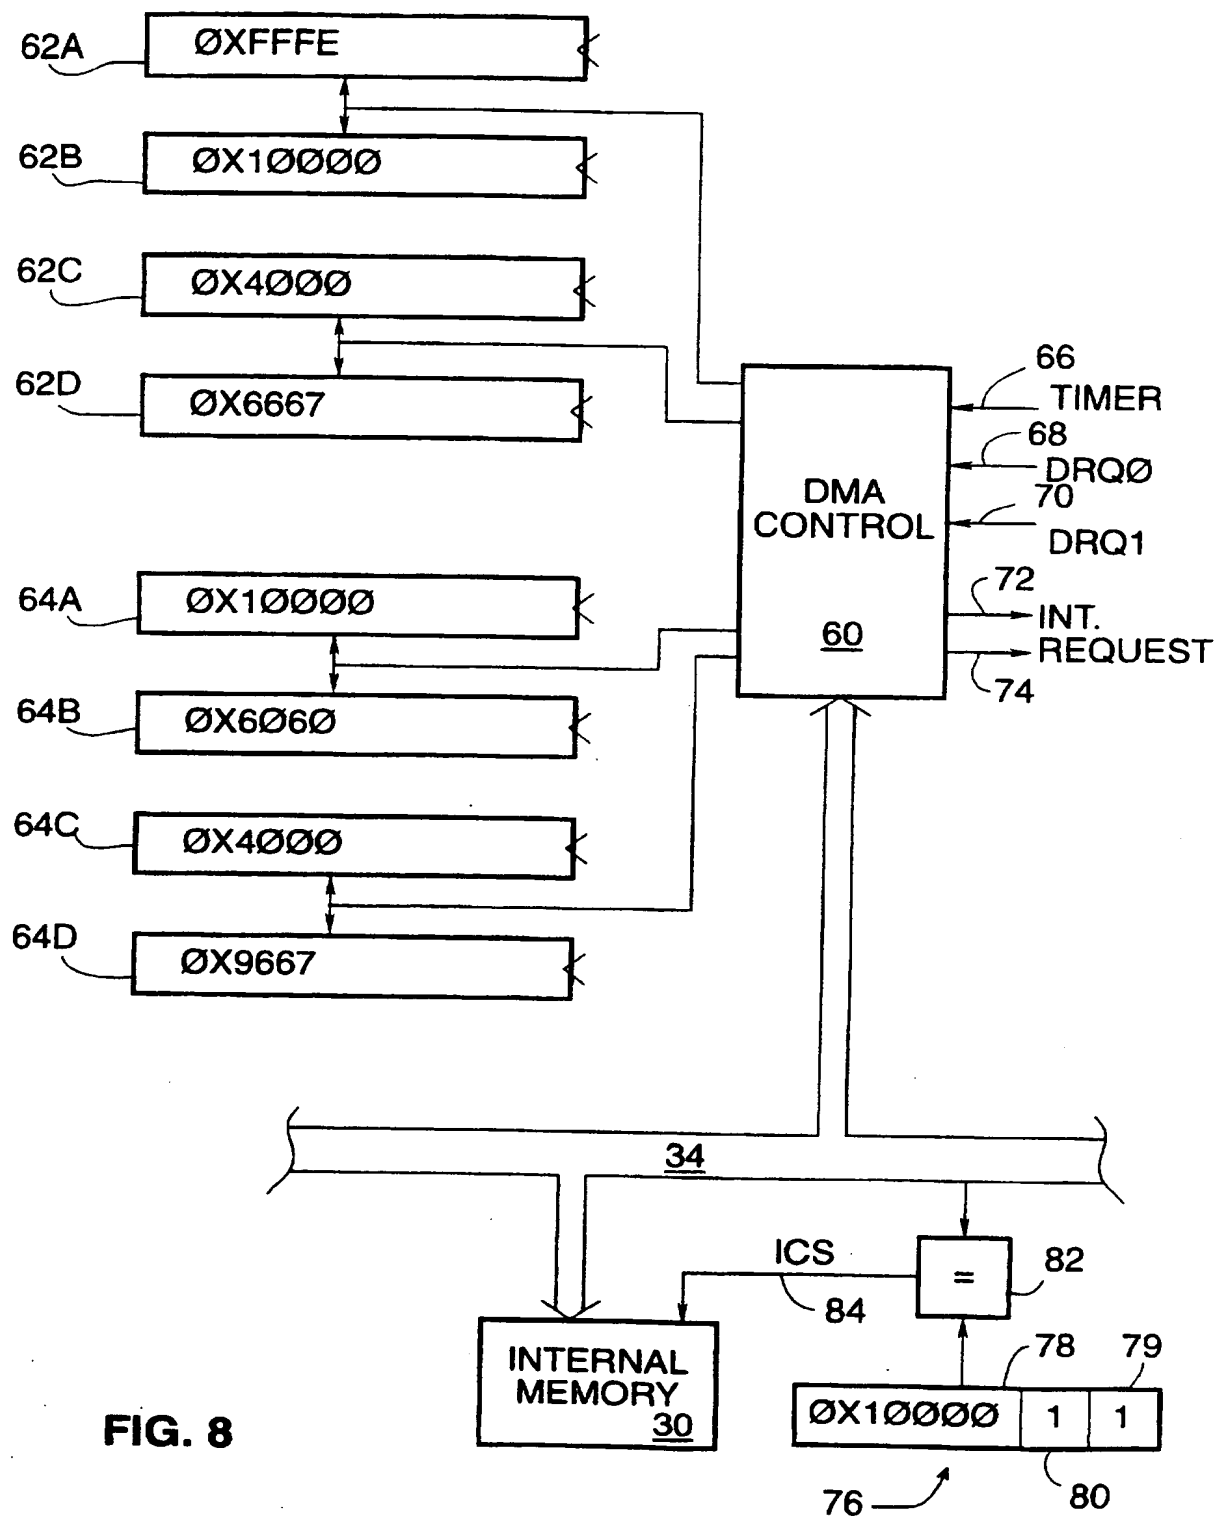 62A
ØXFFFE
62B
ØX1ØØØØ
62C
ØX4ØØØ
62D
ØX6667
66
TIMER
68
DRQØ
70
DRQ1
DMA
CONTROL
60
72
INT.
REQUEST
74
64A
ØX1ØØØØ
64B
ØX6Ø6Ø
64C
ØX4ØØØ
64D
ØX9667
34
ICS
84
=
82
INTERNAL
MEMORY
30
78
79
ØX1ØØØØ
1
1
76
80
FIG. 8